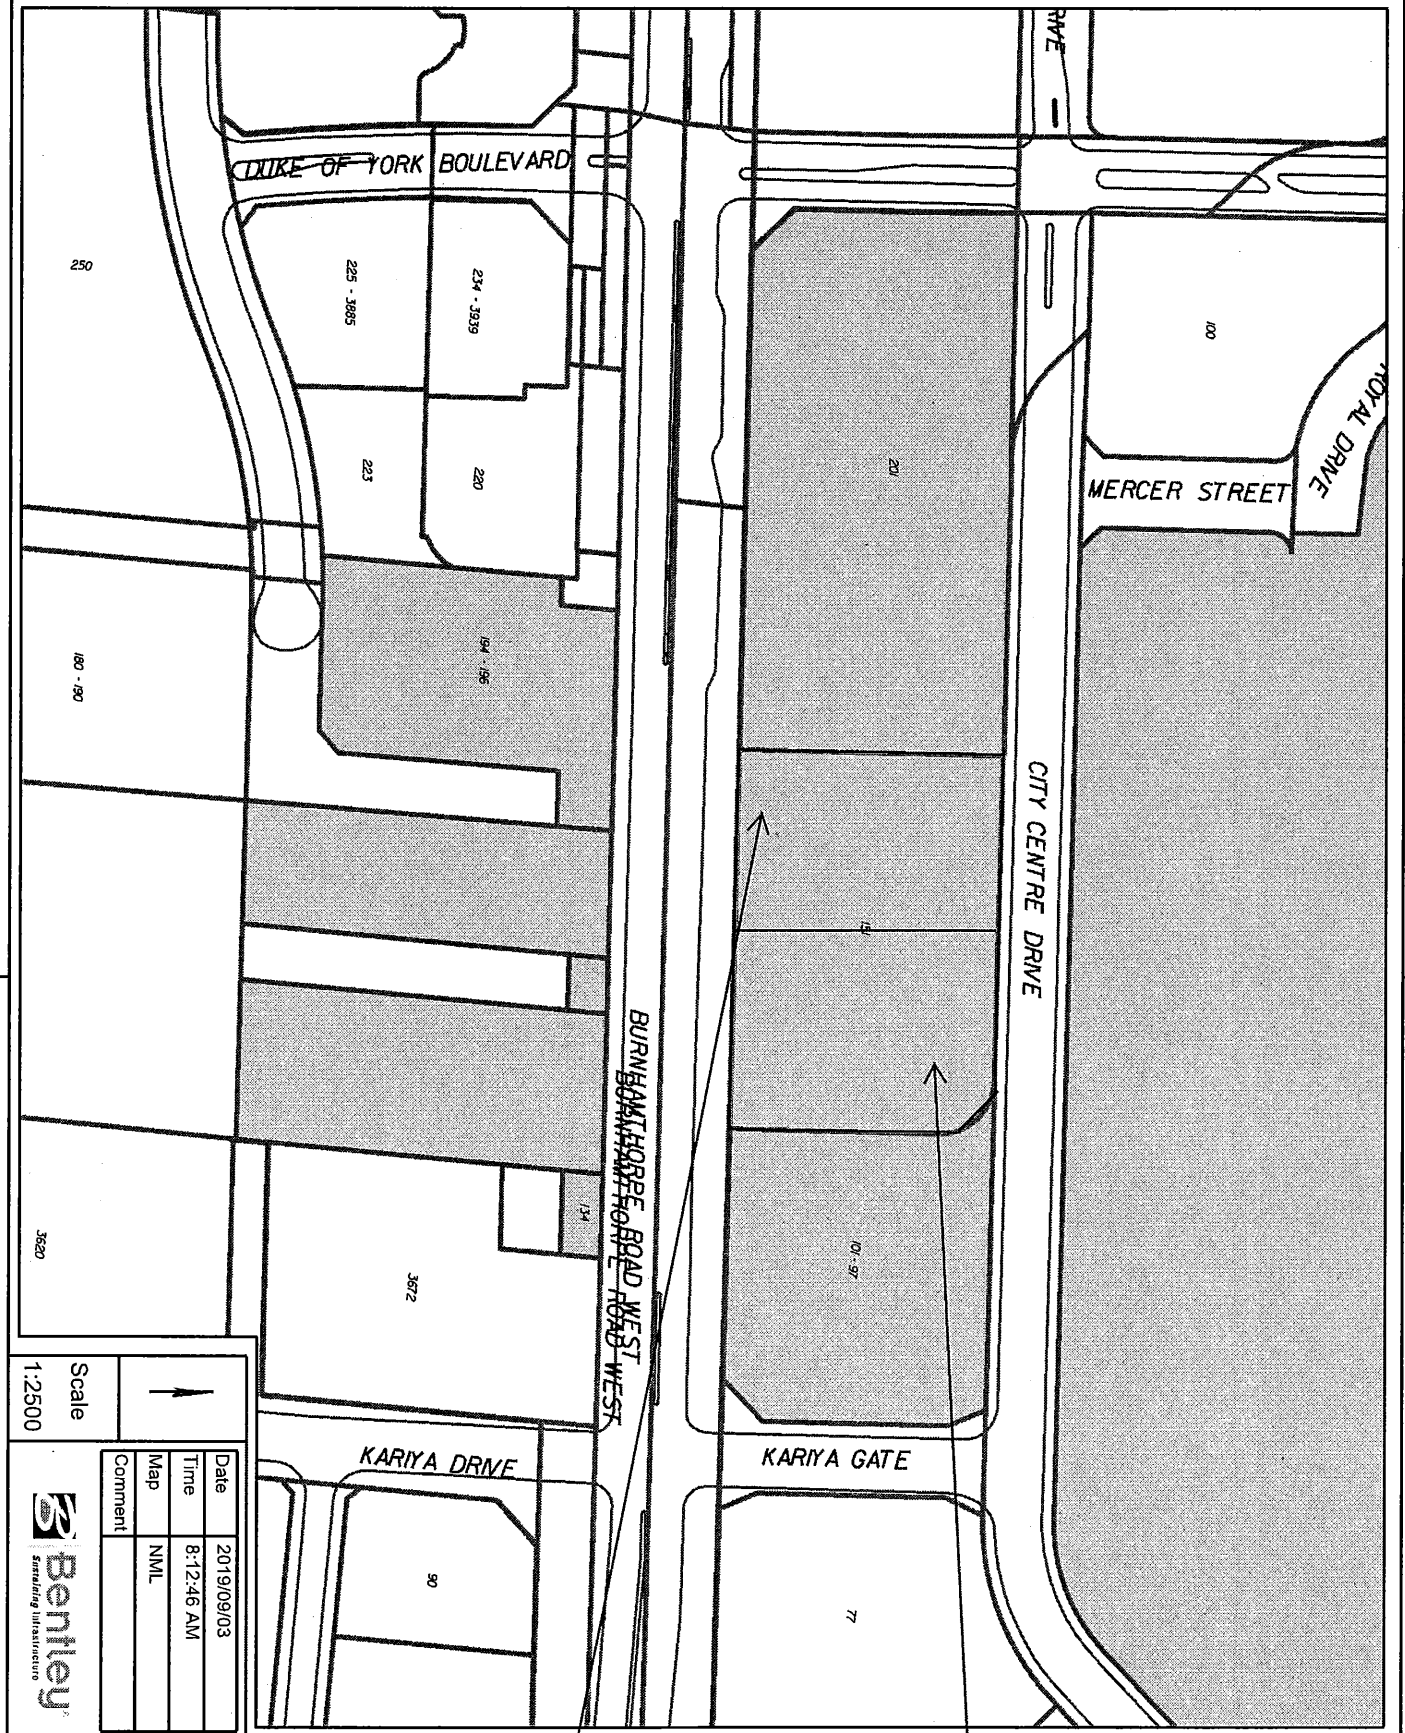 RIVE
DUKE OF YORK BOULEVARD
250
225 - 3885
234 - 3939
100
ROYAL DRIVE
223
220
201
MERCER STREET
194 - 196
180 - 190
CITY CENTRE DRIVE
151
BURNHAMTHORPE ROAD WEST
BURNHAMTHORPE ROAD WEST
134
3620
3672
101 - 97
KARIYA DRIVE
KARIYA GATE
90
77
Scale
1:2500
Date 2019/09/03
Time 8:12:46 AM
Map NML
Comment
Bentley
Sustaining Infrastructure